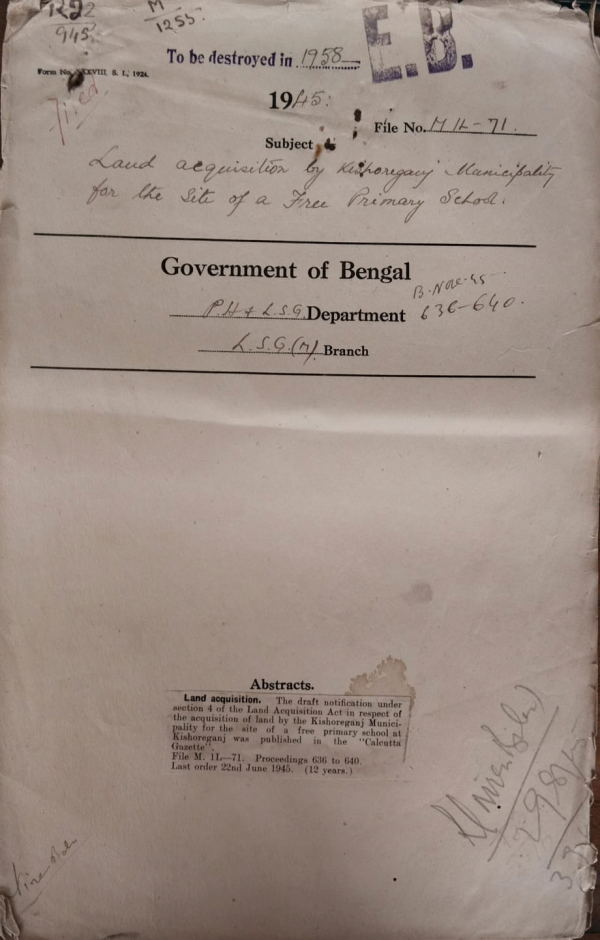 M
1255.
945
To be destroyed in 1958
E.B.
Form No. XXVIII, S. I., 1924.
1945.
File No. M 1L-71.
Subject
Land acquisition by Kishoreganj Municipality
for the Site of a Free Primary School.
Government of Bengal
B. Nov-45
P.H & L.S.G. Department 636-640.
L.S.G.(M) Branch
Abstracts.
Land acquisition. The draft notification under
section 4 of the Land Acquisition Act in respect of
the acquisition of land by the Kishoreganj Munici-
pality for the site of a free primary school at
Kishoreganj was published in the "Calcutta
Gazette".
File M. 1L—71. Proceedings 636 to 640.
Last order 22nd June 1945. (12 years.)